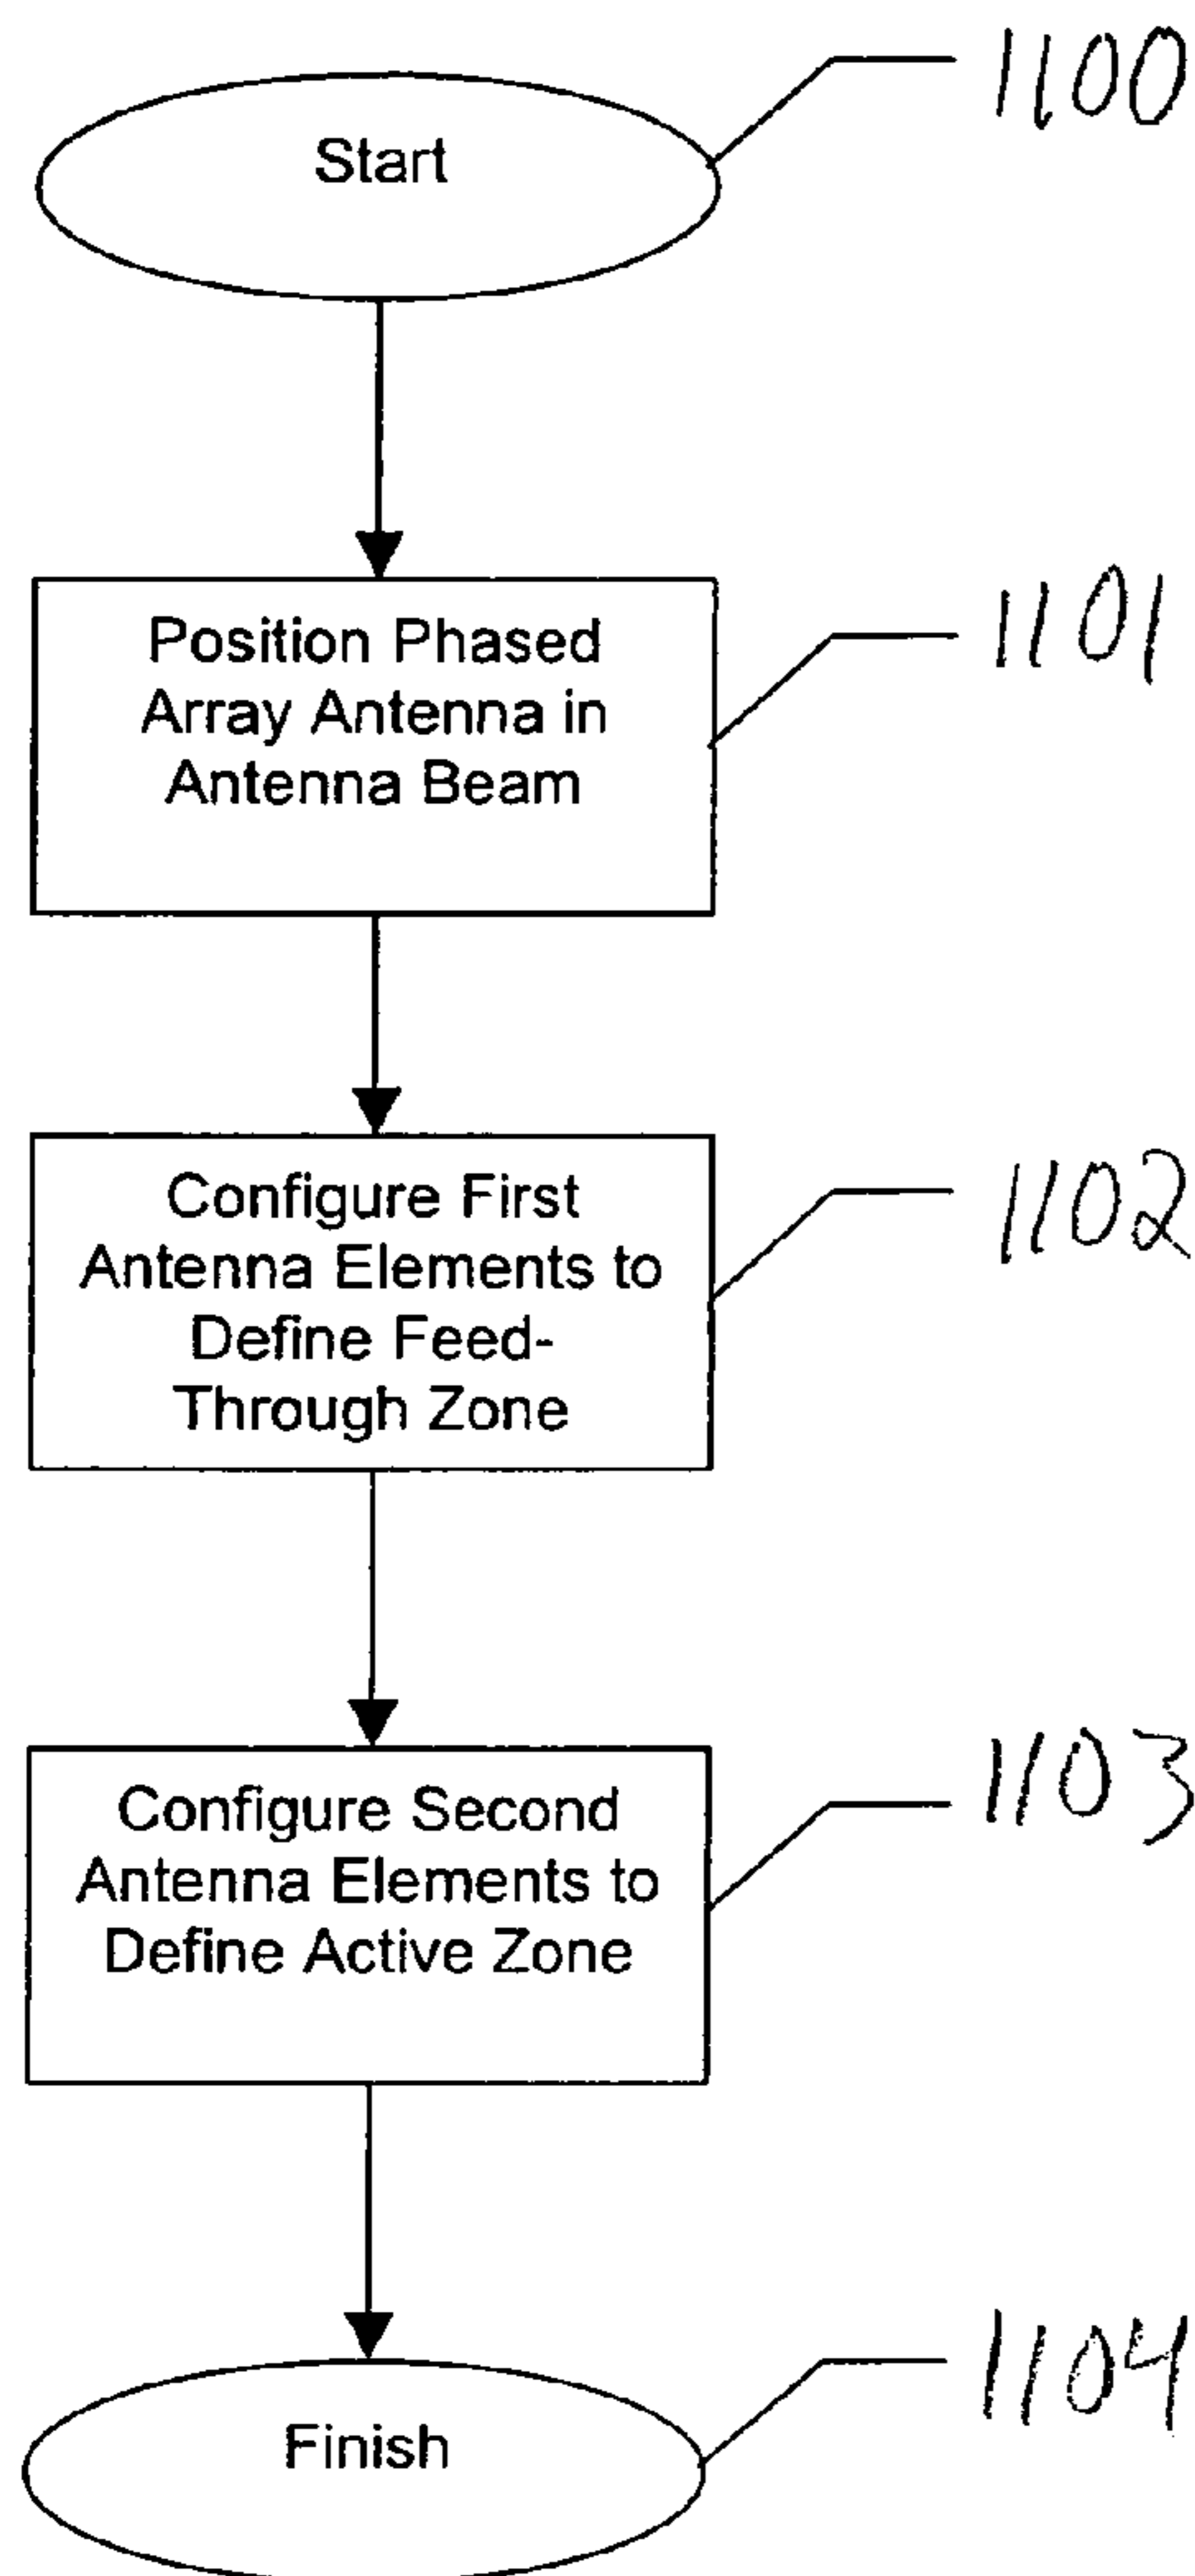 Start
1100
Position Phased
Array Antenna in
Antenna Beam
1101
Configure First
Antenna Elements to
Define Feed-
Through Zone
1102
Configure Second
Antenna Elements to
Define Active Zone
1103
Finish
1104